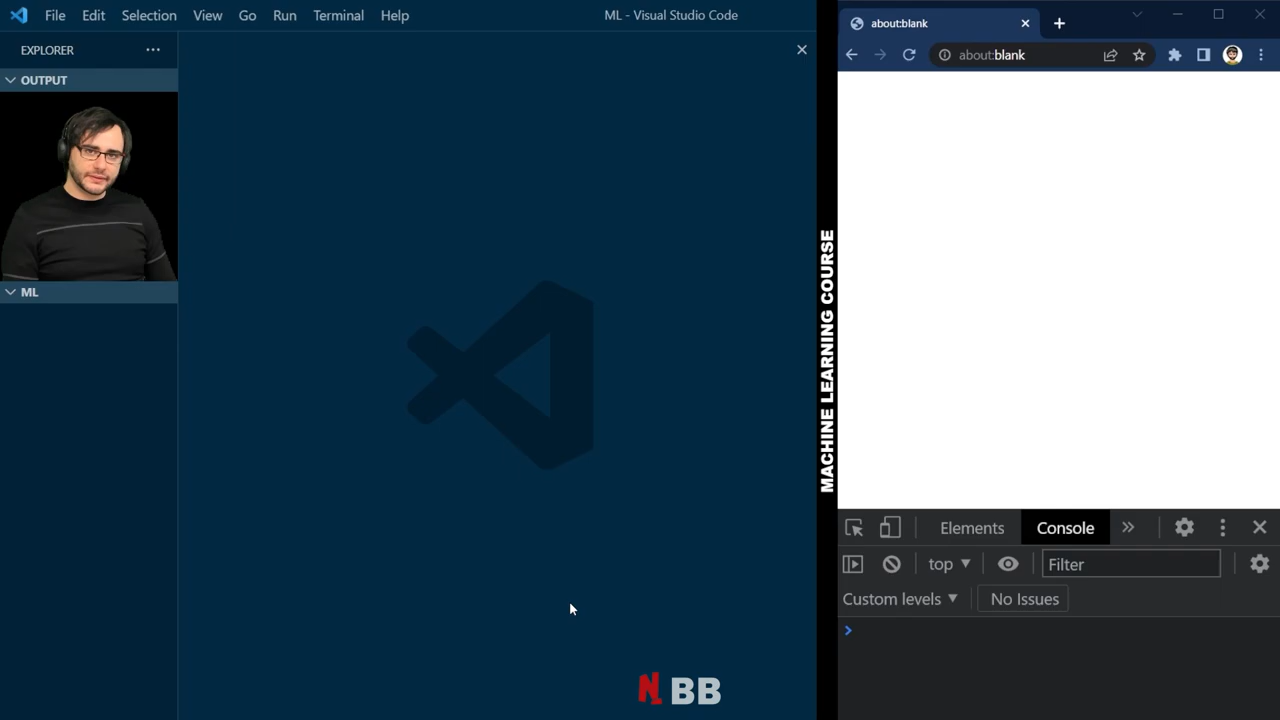 File Edit Selection View Go Run Terminal Help
ML - Visual Studio Code
EXPLORER
OUTPUT
ML
BB
MACHINE LEARNING COURSE
about:blank
about:blank
Elements Console
top Filter
Custom levels No Issues